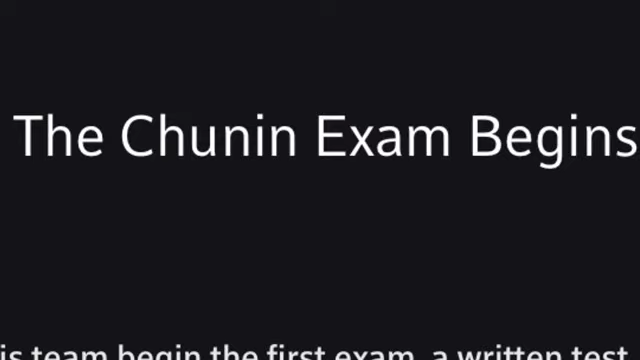 The Chunin Exam Begins
is team begin the first exam, a written test